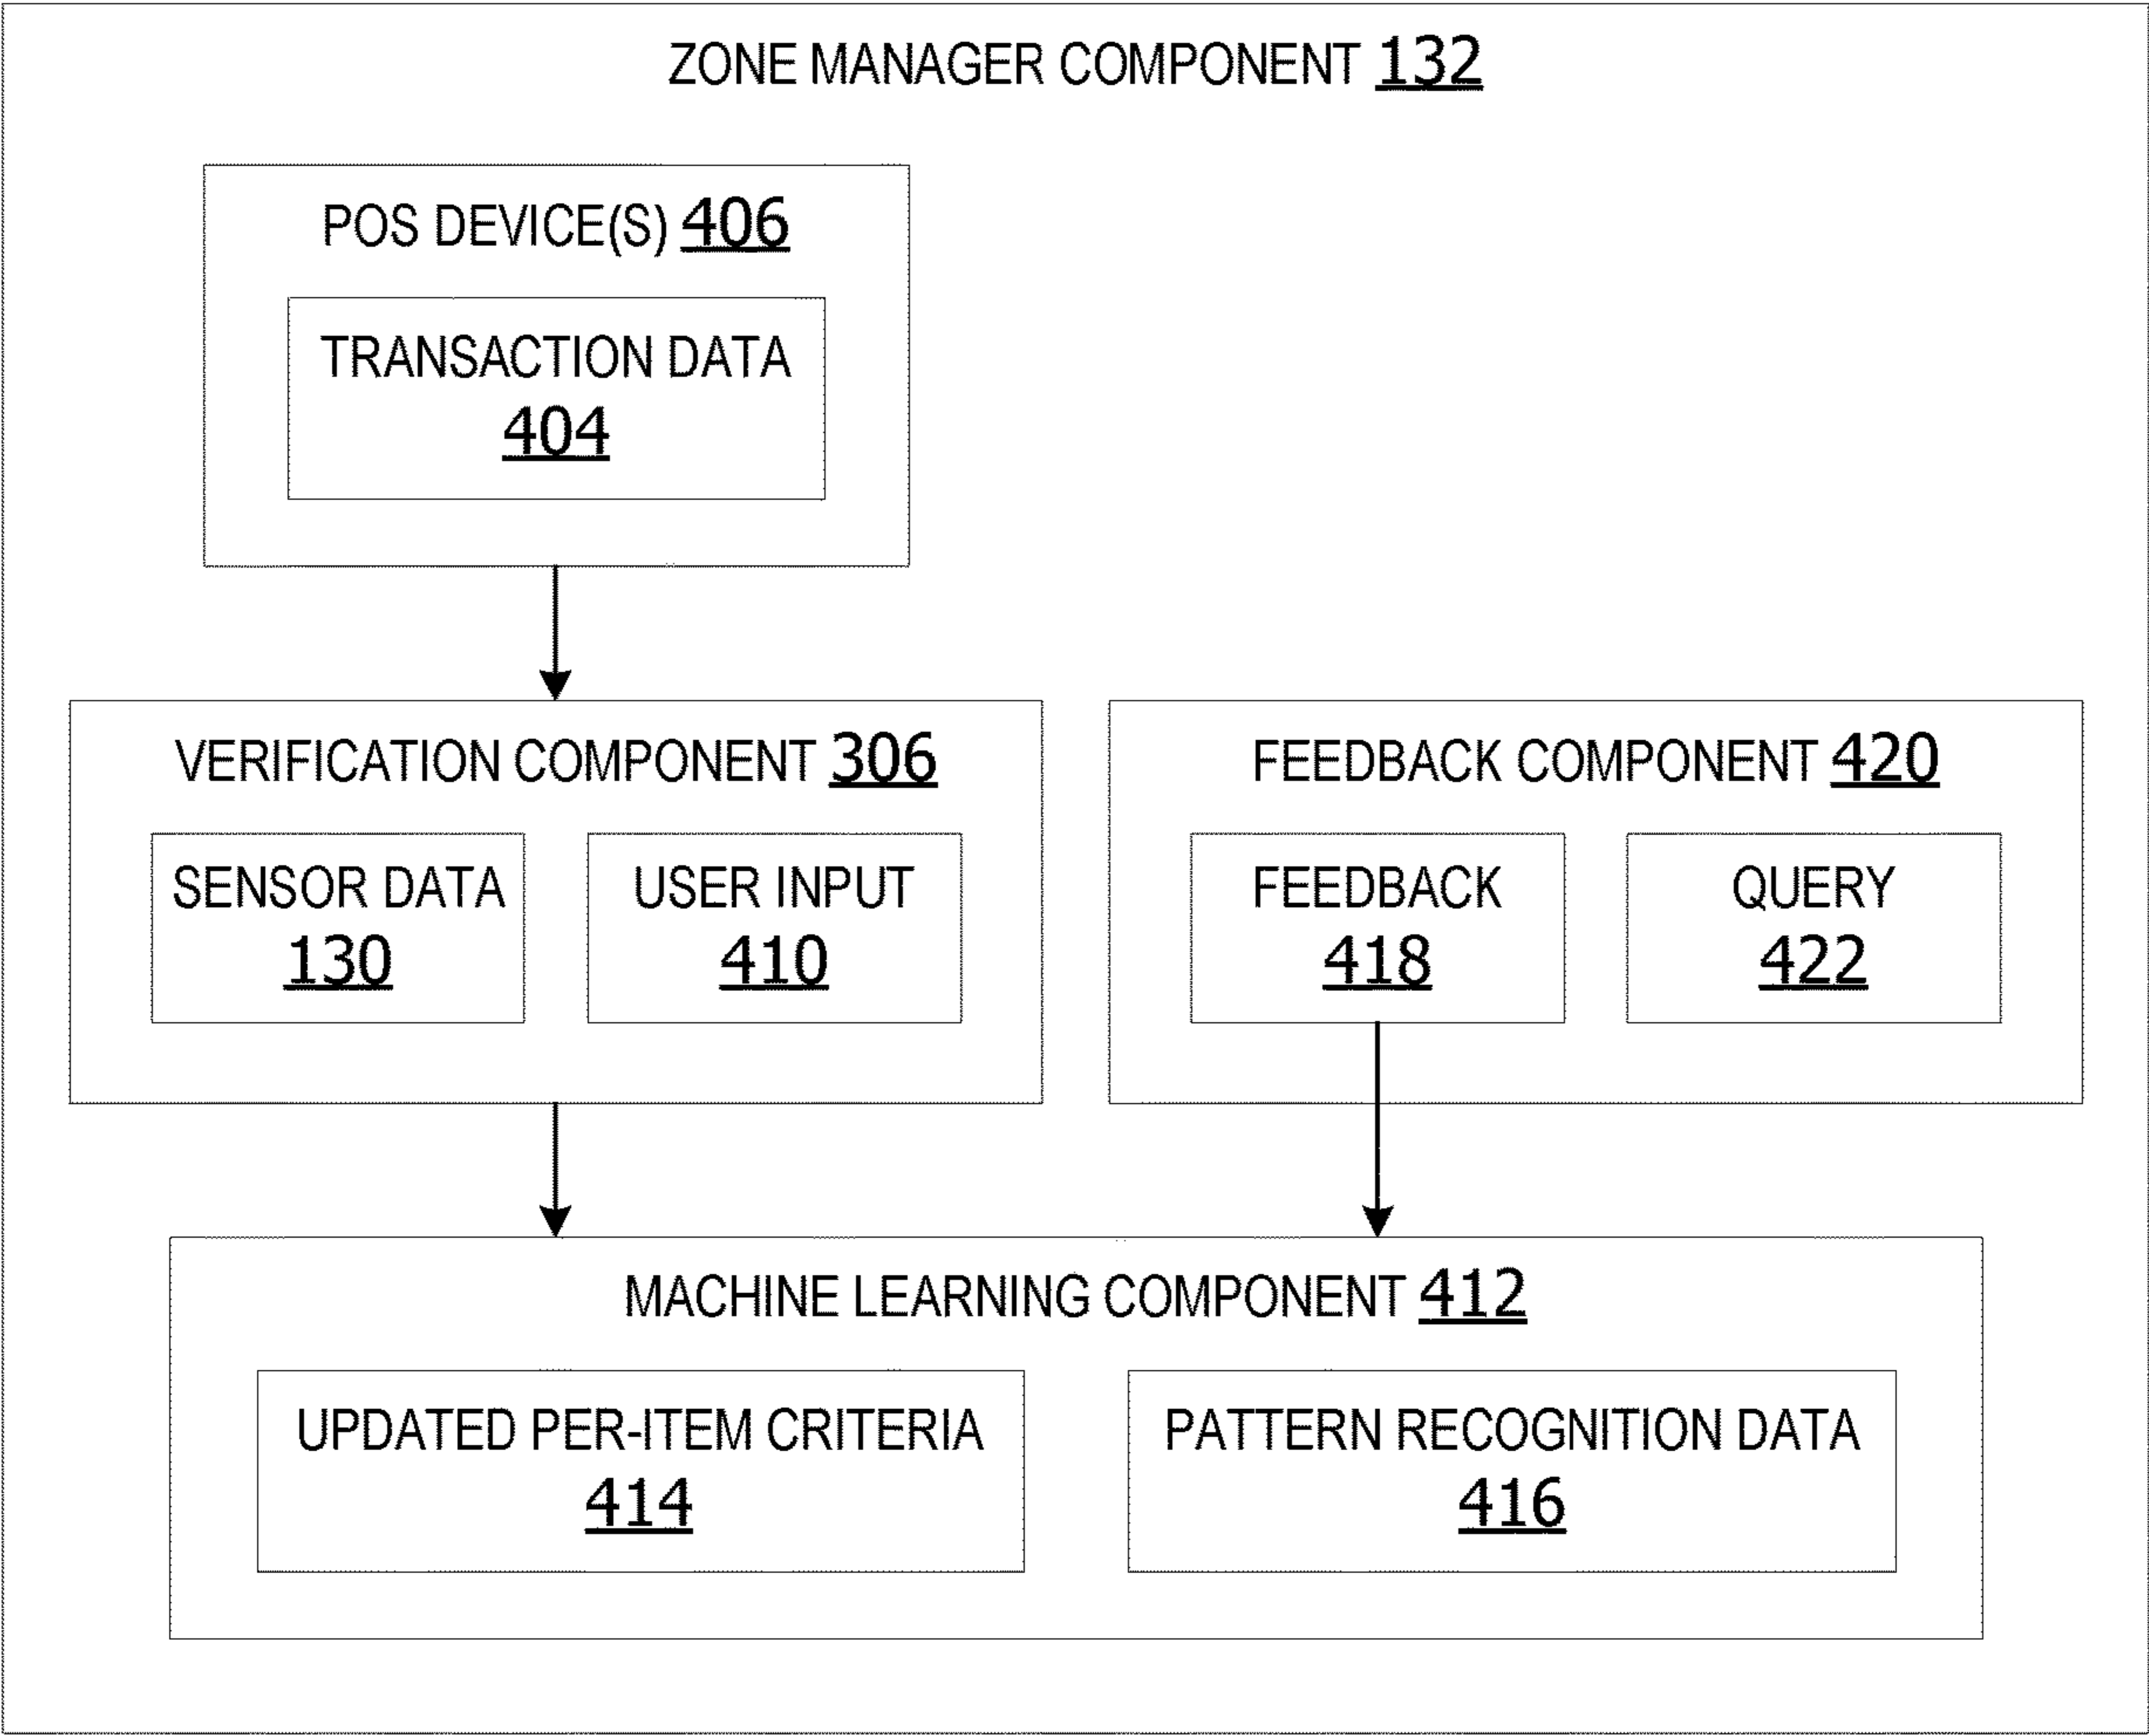 ZONE MANAGER COMPONENT 132
POS DEVICE(S) 406
TRANSACTION DATA
404
VERIFICATION COMPONENT 306
SENSOR DATA
130
USER INPUT
410
FEEDBACK COMPONENT 420
FEEDBACK
418
QUERY
422
MACHINE LEARNING COMPONENT 412
UPDATED PER-ITEM CRITERIA
414
PATTERN RECOGNITION DATA
416